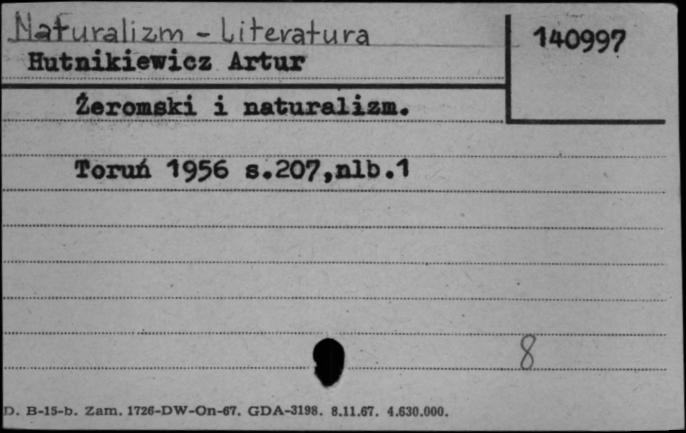 Naturalizm - Literatura
140997
Hutnikiewicz Artur
Żeromski i naturalizm.
Toruń 1956 s.207,nlb.1
8
D. B-15-b. Zam. 1726-DW-On-67. GDA-3198. 8.11.67. 4.630.000.